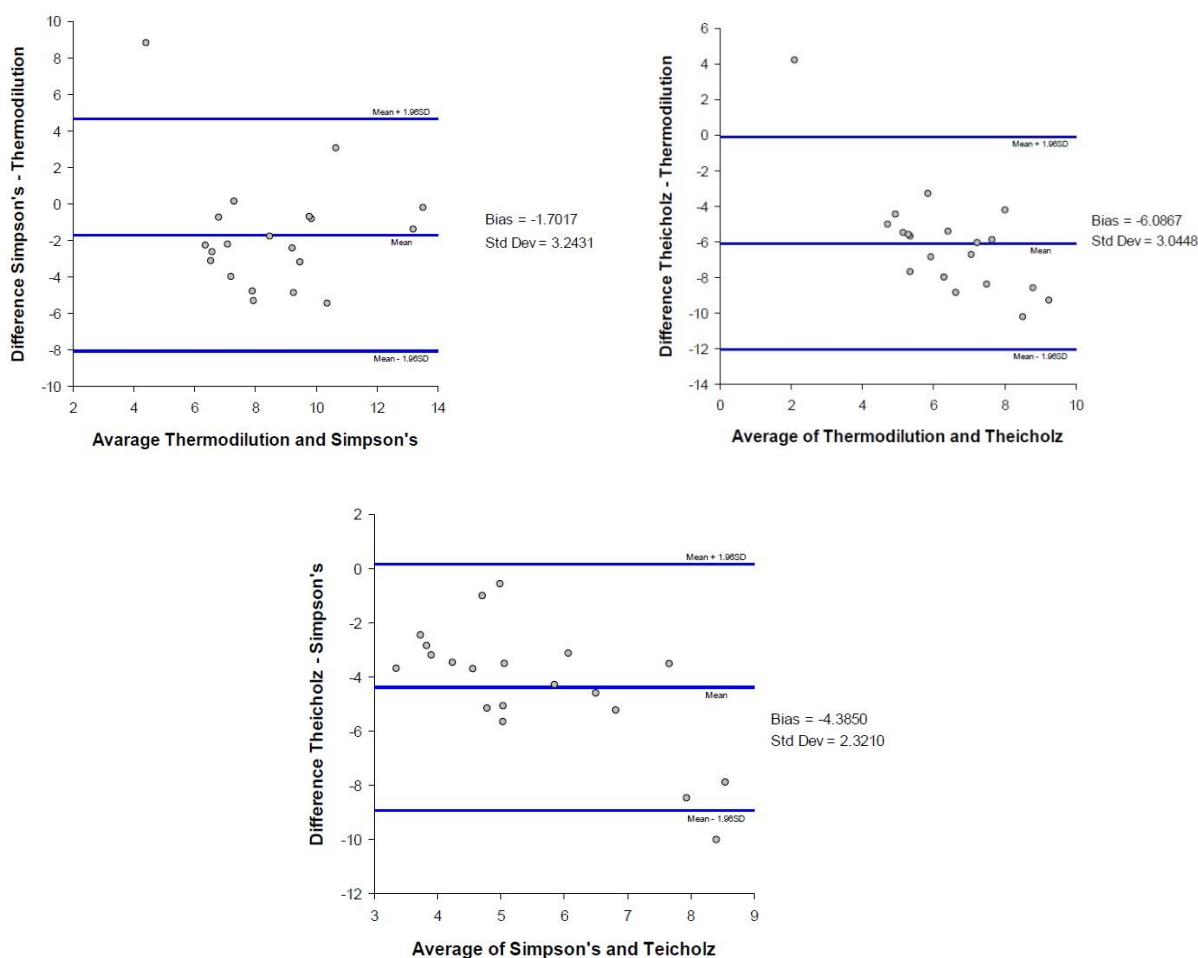 10
8
6
4
2
0
-2
-4
-6
-8
-10
Difference Simpson's - Thermodilution
Mean + 1.96SD
Mean
Mean - 1.96SD
2 4 6 8 10 12 14
Avarage Thermodilution and Simpson's
Bias = -1.7017
Std Dev = 3.2431
6
4
2
0
-2
-4
-6
-8
-10
-12
-14
Difference Theicholz - Thermodilution
Mean + 1.96SD
Mean
Mean - 1.96SD
0 2 4 6 8 10
Average of Thermodilution and Theicholz
Bias = -6.0867
Std Dev = 3.0448
2
0
-2
-4
-6
-8
-10
-12
Difference Theicholz - Simpson's
Mean + 1.96SD
Mean
Mean - 1.96SD
3 4 5 6 7 8 9
Average of Simpson's and Teicholz
Bias = -4.3850
Std Dev = 2.3210